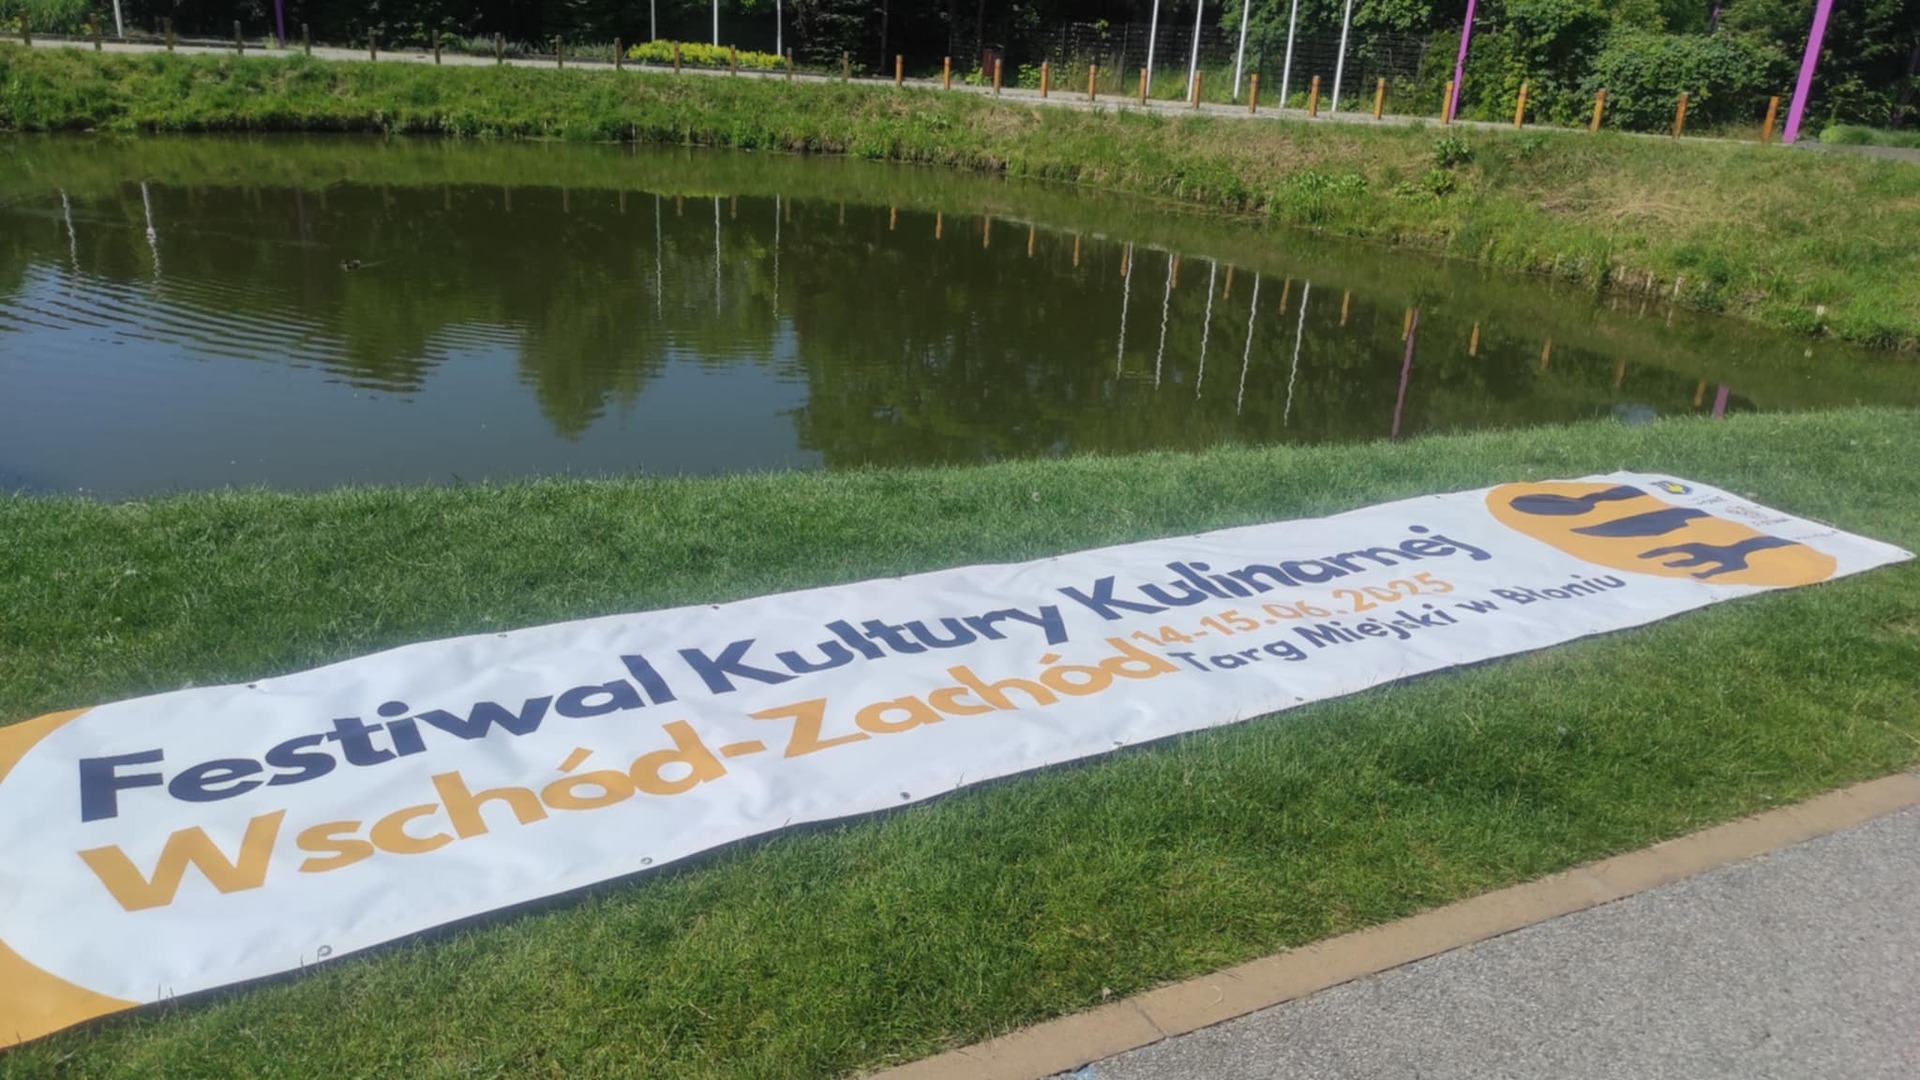 Festiwal Kultury Kulinarnej
Wschód-Zachód
14-15.06.2025
Targ Miejski w Błoniu